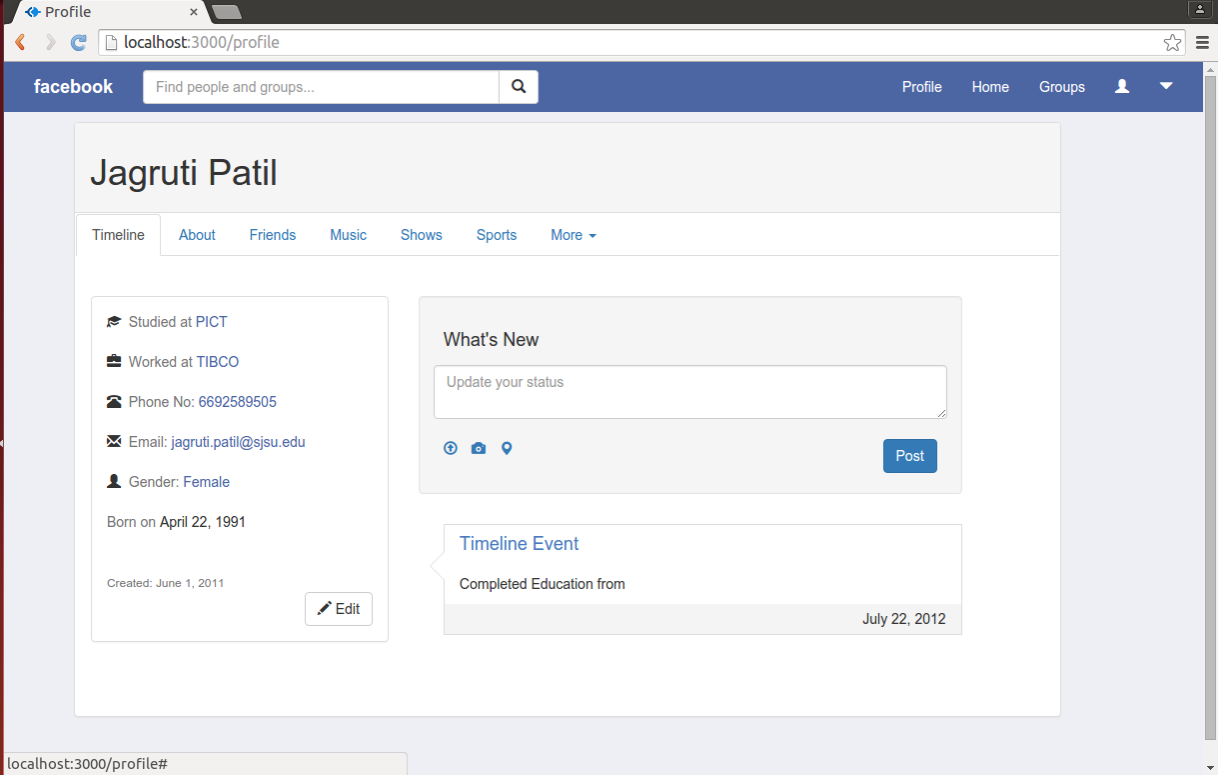 Profile
localhost:3000/profile
facebook Find people and groups... Profile Home Groups
Jagruti Patil
Timeline About Friends Music Shows Sports More
Studied at PICT
Worked at TIBCO
Phone No: 6692589505
Email: jagruti.patil@sjsu.edu
Gender: Female
Born on April 22, 1991
Created: June 1, 2011
Edit
What's New
Update your status
Post
Timeline Event
Completed Education from
July 22, 2012
localhost:3000/profile#